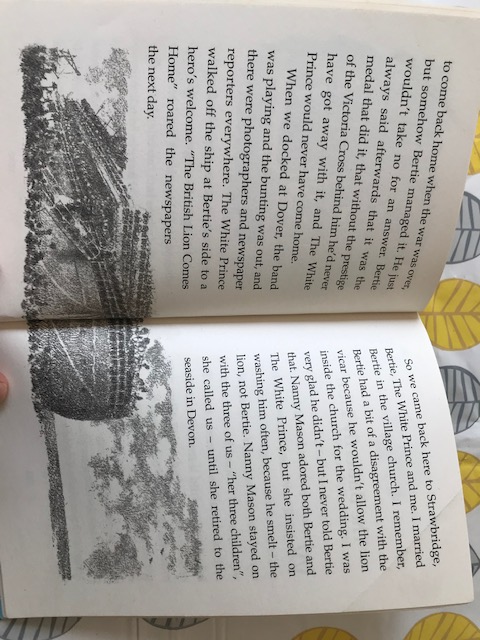 to come back home when the war was over,
but somehow Bertie managed it. He just
wouldn't take no for an answer. Bertie
always said afterwards that it was the
medal that did it, that without the prestige
of the Victoria Cross behind him he'd never
have got away with it, and The White
Prince would never have come home.
When we docked at Dover, the band
was playing and the bunting was out, and
there were photographers and newspaper
reporters everywhere. The White Prince
walked off the ship at Bertie's side to a
hero's welcome. "The British Lion Comes
Home" roared the newspapers
the next day.
So we came back here to Strawbridge,
Bertie, The White Prince and me. I married
Bertie in the village church. I remember,
Bertie had a bit of a disagreement with the
vicar because he wouldn't allow the lion
inside the church for the wedding. I was
very glad he didn't – but I never told Bertie
that. Nanny Mason adored both Bertie and
The White Prince, but she insisted on
washing him often, because he smelt – the
lion, not Bertie. Nanny Mason stayed on
with the three of us – "her three children",
she called us – until she retired to the
seaside in Devon.